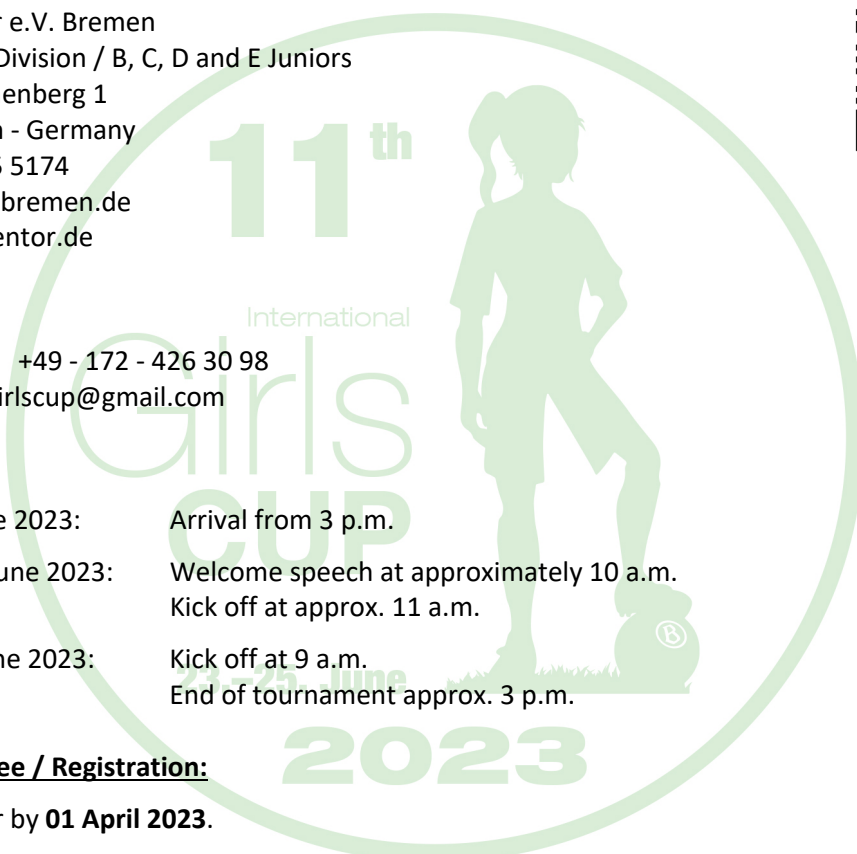 r e.V. Bremen
Division / B, C, D and E Juniors
enberg 1
n - Germany
5174
bremen.de
entor.de
11th
International
Girls
CUP
+49 - 172 - 426 30 98
irlscup@gmail.com
e 2023: Arrival from 3 p.m.
une 2023: Welcome speech at approximately 10 a.m.
Kick off at approx. 11 a.m.
ne 2023: Kick off at 9 a.m.
23.-25. June
End of tournament approx. 3 p.m.
B
2023
ee / Registration:
r by 01 April 2023.